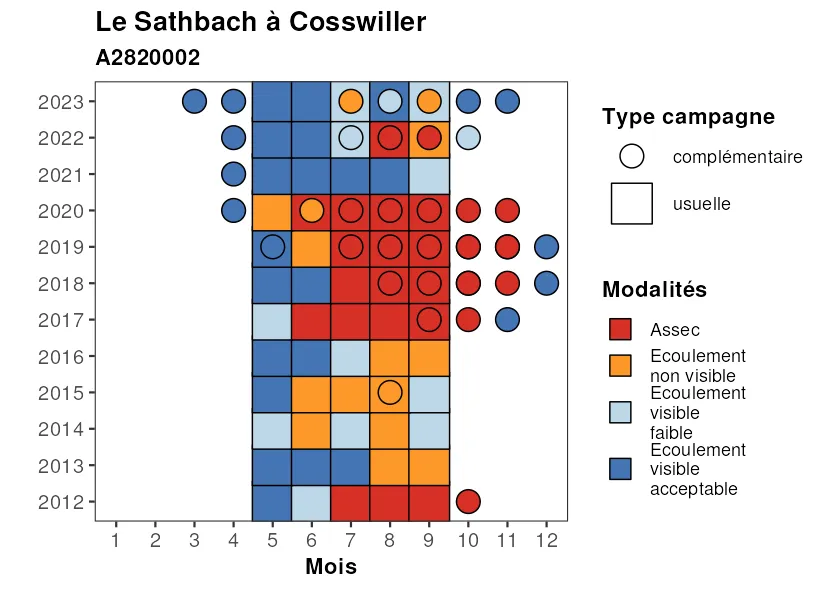 Le Sathbach à Cosswiller
A2820002
2023
2022
2021
2020
2019
2018
2017
2016
2015
2014
2013
2012
1 2 3 4 5 6 7 8 9 10 11 12
Mois
Type campagne
complémentaire
usuelle
Modalités
Assec
Ecoulement
non visible
Ecoulement
visible
faible
Ecoulement
visible
acceptable